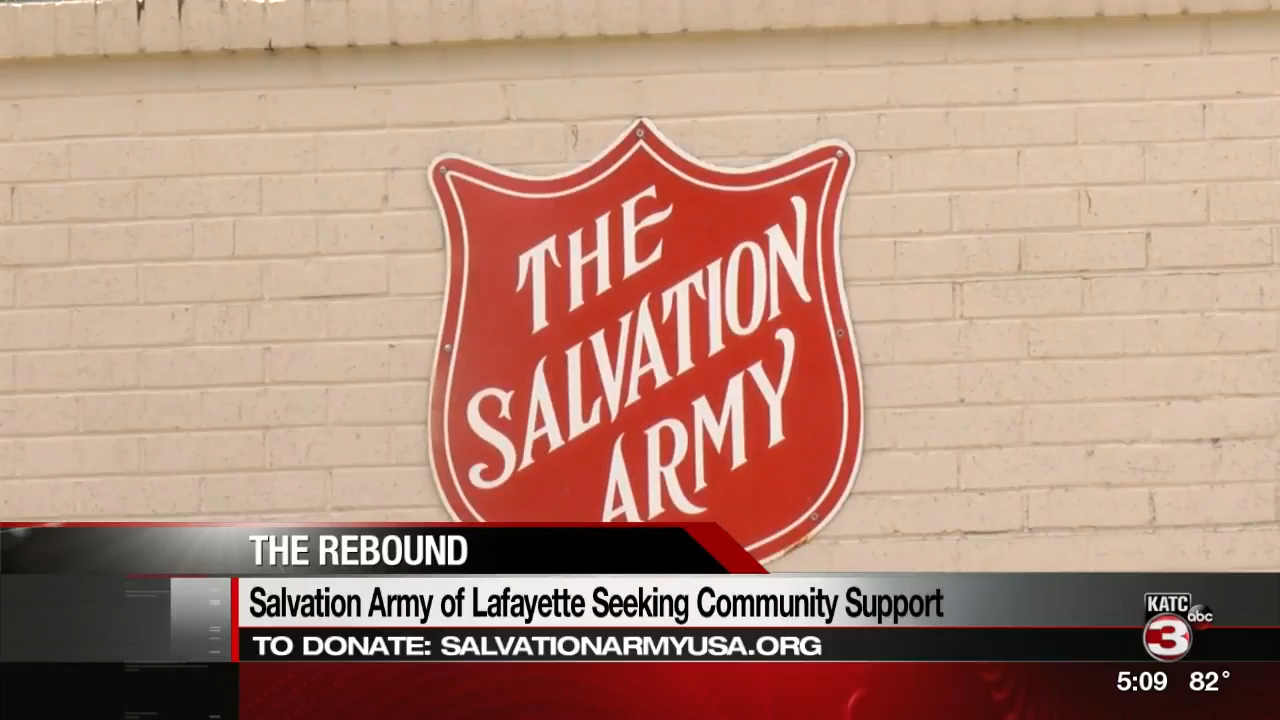 THE
SALVATION
ARMY
THE REBOUND
Salvation Army of Lafayette Seeking Community Support
TO DONATE: SALVATIONARMYUSA.ORG
KATC
abc
3
5:09 82°